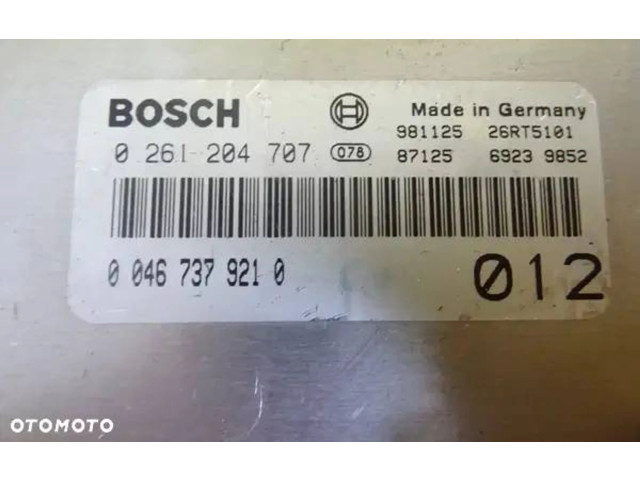 BOSCH Made in Germany
981125 26RT5101
0 261 204 707 078 87125 6923 9852
0 046 737 921 0 012
OTOMOTO